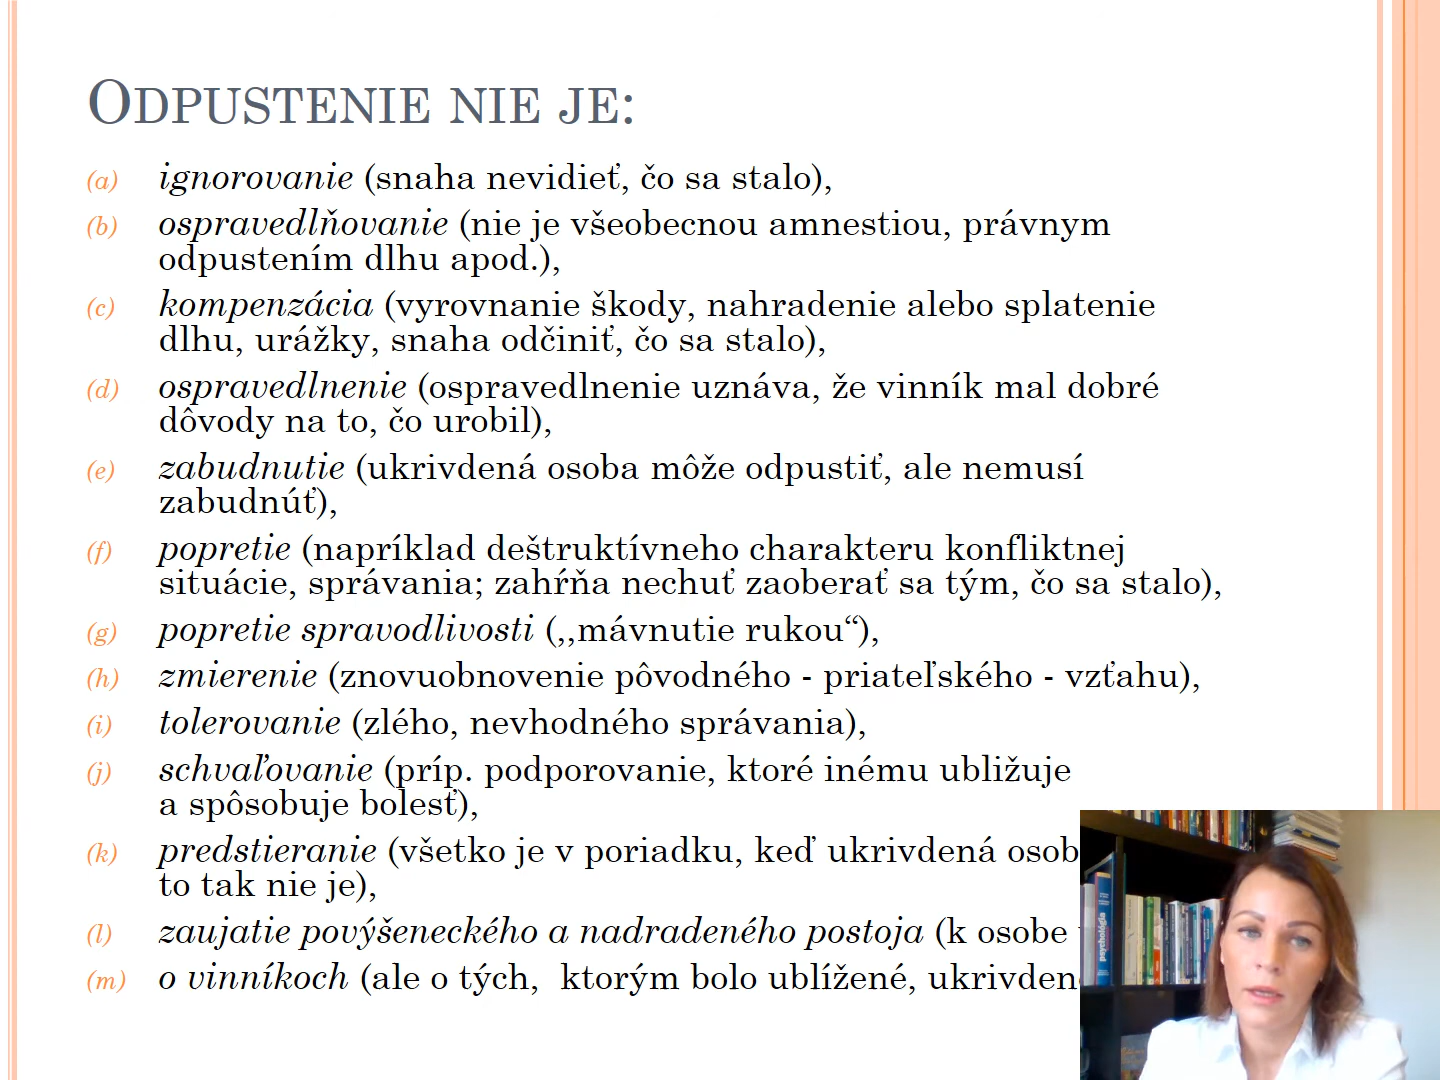 ODPUSTENIE NIE JE:
(a) ignorovanie (snaha nevidieť, čo sa stalo),
(b) ospravedlňovanie (nie je všeobecnou amnestiou, právnym
odpustením dlhu apod.),
(c) kompenzácia (vyrovnanie škody, nahradenie alebo splatenie
dlhu, urážky, snaha odčiniť, čo sa stalo),
(d) ospravedlnenie (ospravedlnenie uznáva, že vinník mal dobré
dôvody na to, čo urobil),
(e) zabudnutie (ukrivdená osoba môže odpustiť, ale nemusí
zabudnúť),
(f) popretie (napríklad deštruktívneho charakteru konfliktnej
situácie, správania; zahŕňa nechuť zaoberať sa tým, čo sa stalo),
(g) popretie spravodlivosti (,,mávnutie rukou“),
(h) zmierenie (znovuobnovenie pôvodného - priateľského - vzťahu),
(i) tolerovanie (zlého, nevhodného správania),
(j) schvaľovanie (príp. podporovanie, ktoré inému ubližuje
a spôsobuje bolesť),
(k) predstieranie (všetko je v poriadku, keď ukrivdená osob
to tak nie je),
(l) zaujatie povýšeneckého a nadradeného postoja (k osobe
(m) o vinníkoch (ale o tých, ktorým bolo ublížené, ukrivden
psychológia